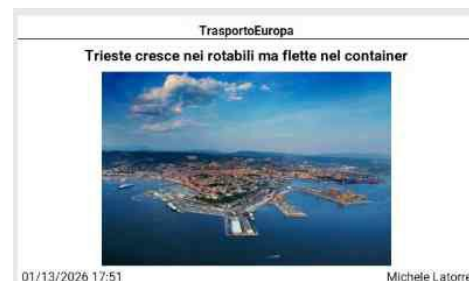 TrasportoEuropa
Trieste cresce nei rotabili ma flette nel container
01/13/2026 17:51
Michele Latorre